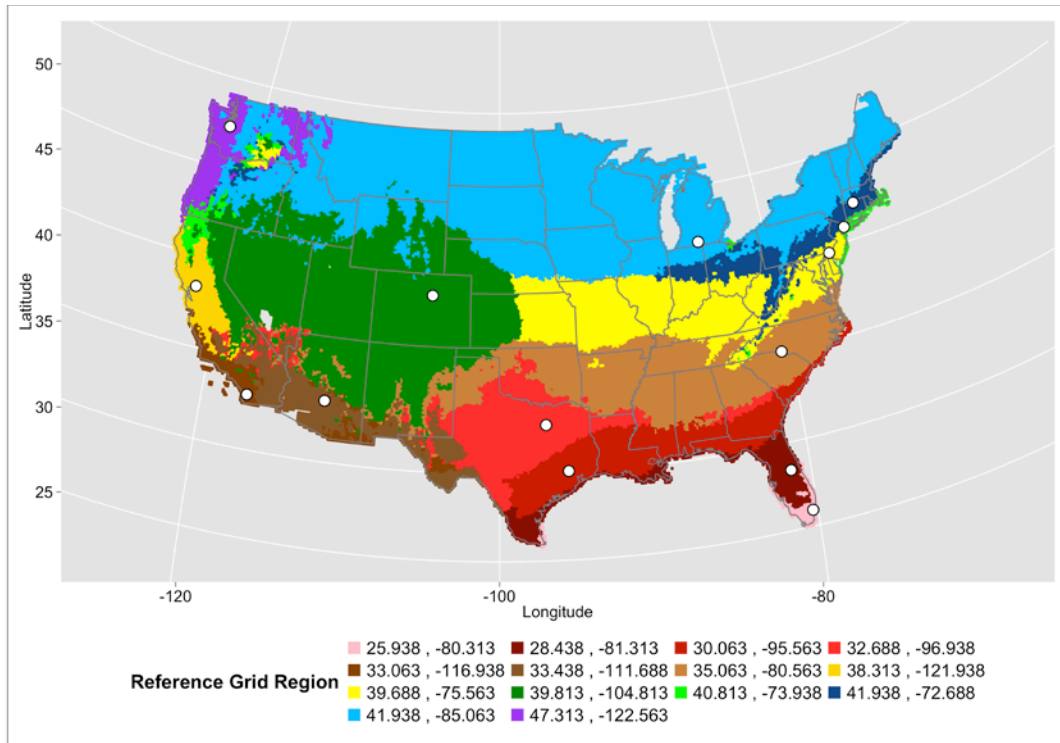 50
45
40
35
30
25
Latitude
-120 -100 -80
Longitude
25.938 , -80.313 28.438 , -81.313 30.063 , -95.563 32.688 , -96.938
33.063 , -116.938 33.438 , -111.688 35.063 , -80.563 38.313 , -121.938
Reference Grid Region
39.688 , -75.563 39.813 , -104.813 40.813 , -73.938 41.938 , -72.688
41.938 , -85.063 47.313 , -122.563